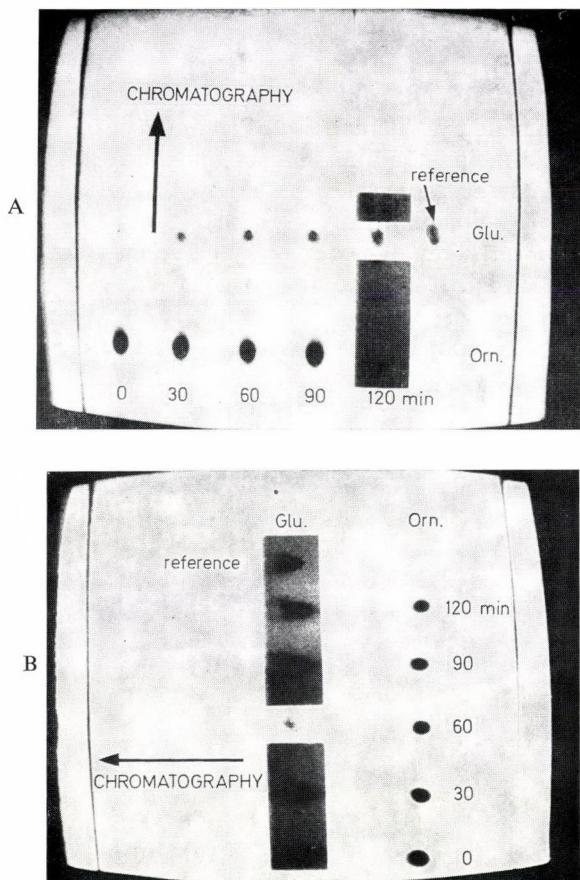 A
CHROMATOGRAPHY
reference
Glu.
Orn.
0 30 60 90 120 min
B
Glu. Orn.
reference
120 min
90
60
CHROMATOGRAPHY
30
0